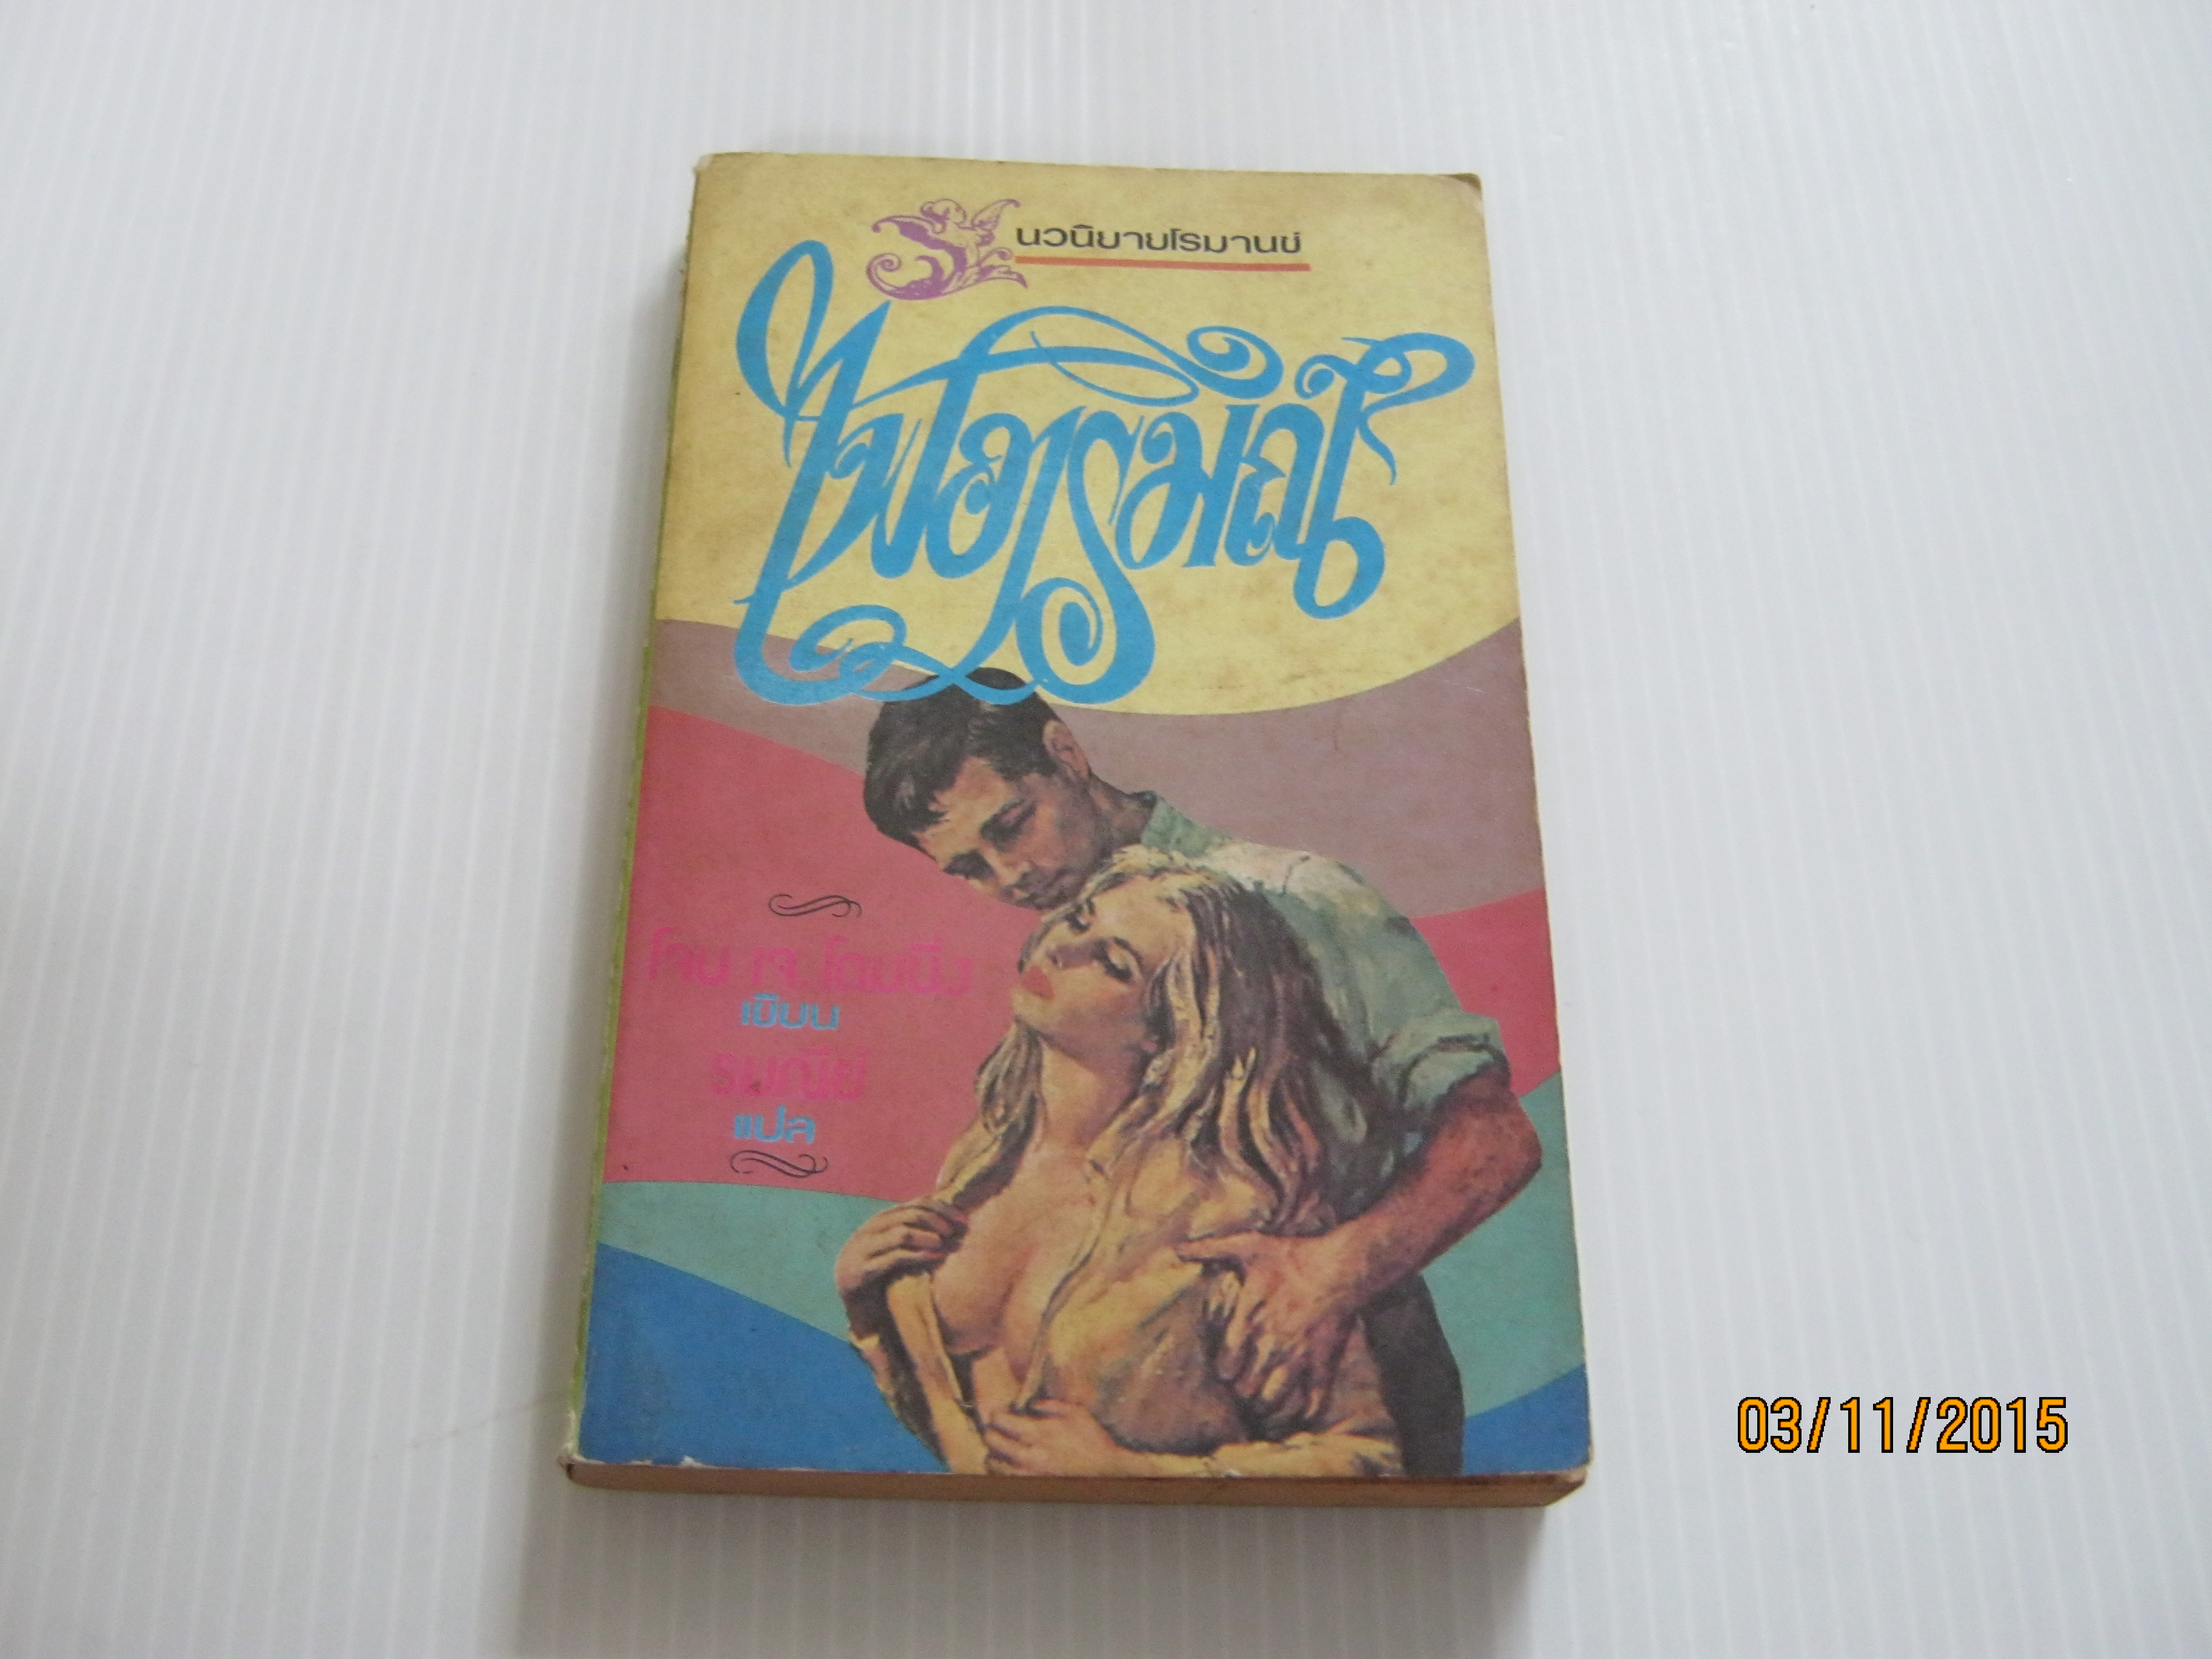 นวนิยายโรมานซ์
ไฟอารมณ์
โจน เจ. โดมนิง
เขียน
รมณีย์
แปล
03/11/2015